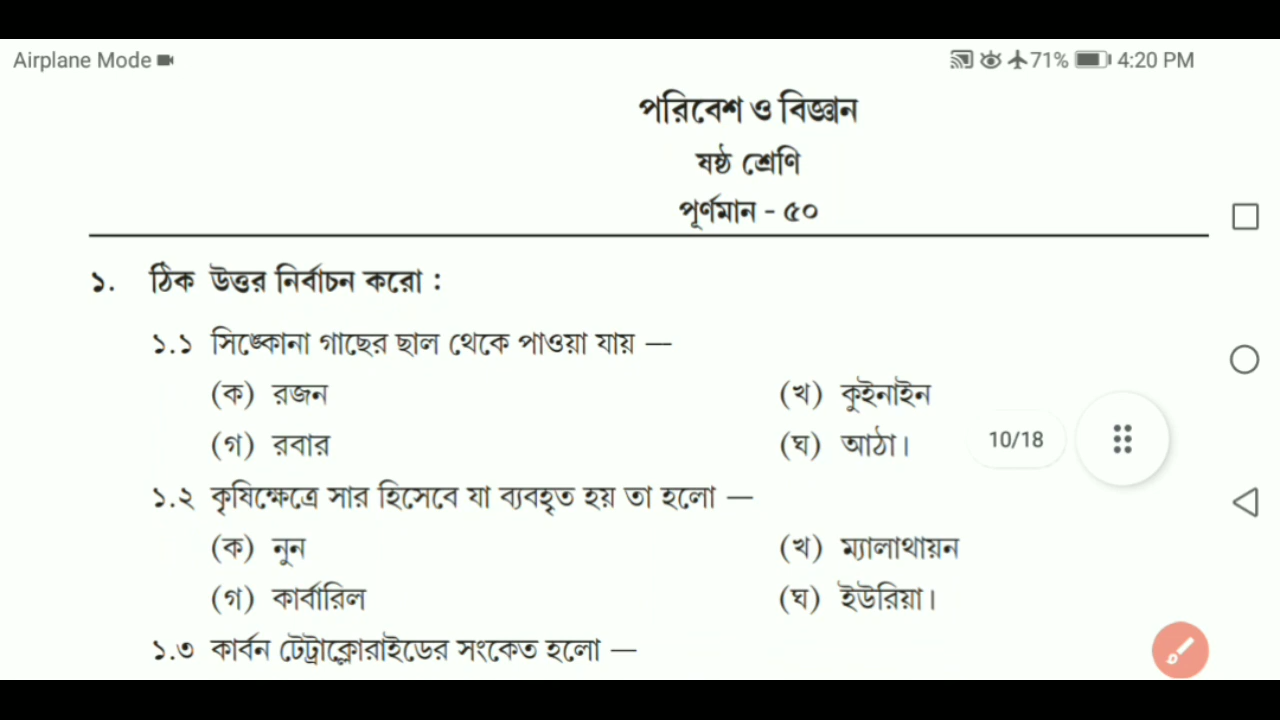 Airplane Mode 71% 4:20 PM
পরিবেশ ও বিজ্ঞান
ষষ্ঠ শ্রেণি
পূর্ণমান - ৫০
১. ঠিক উত্তর নির্বাচন করো :
১.১ সিঙ্কোনা গাছের ছাল থেকে পাওয়া যায় —
(ক) রজন (খ) কুইনাইন
(গ) রবার (ঘ) আঠা।
10/18
১.২ কৃষিক্ষেত্রে সার হিসেবে যা ব্যবহৃত হয় তা হলো —
(ক) নুন (খ) ম্যালাথায়ন
(গ) কার্বারিল (ঘ) ইউরিয়া।
১.৩ কার্বন টেট্রাক্লোরাইডের সংকেত হলো —